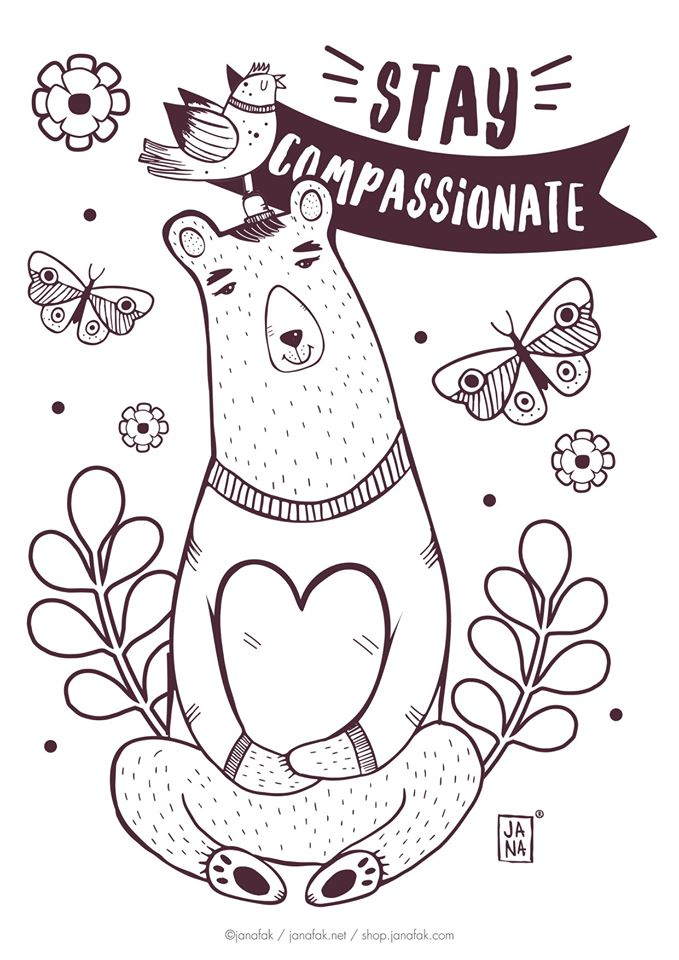 STAY
COMPASSIONATE
JA
NA
®
©janafak / janafak.net / shop.janafak.com